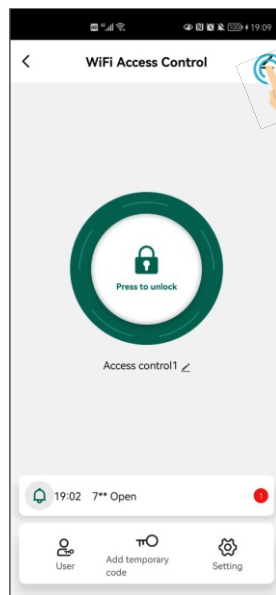 19:09
WiFi Access Control
Press to unlock
Access control1
19:02 7** Open
1
User
Add temporary
code
Setting